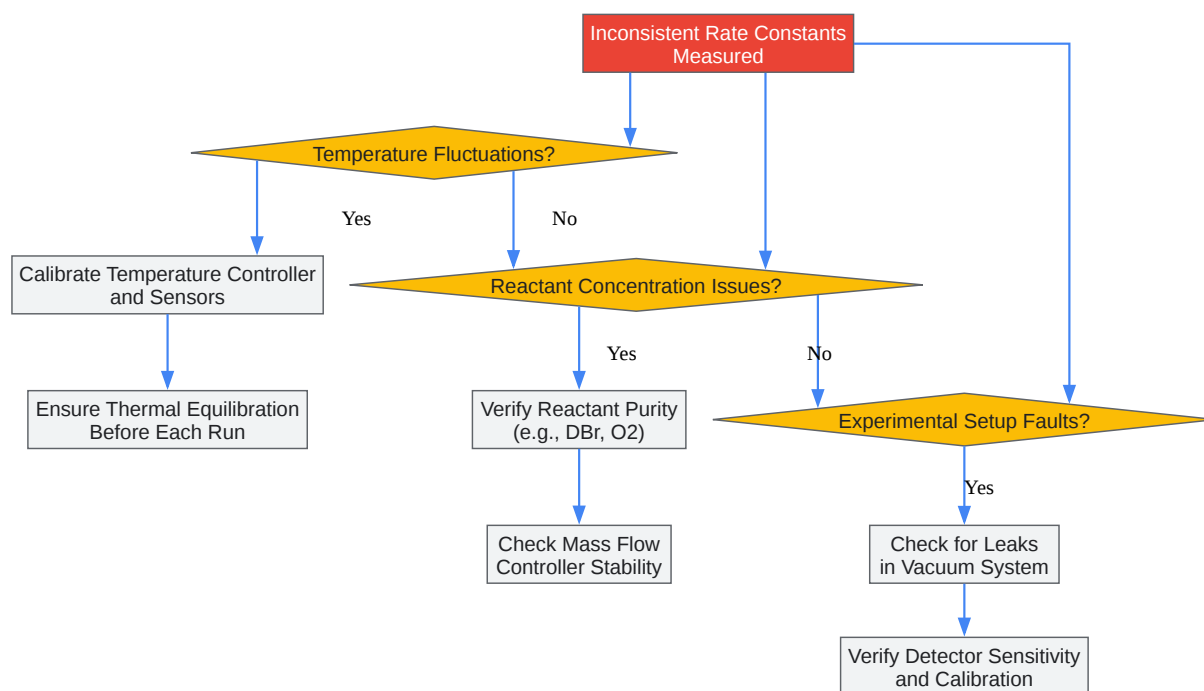 Inconsistent Rate Constants
Measured
Temperature Fluctuations?
Yes
No
Calibrate Temperature Controller
and Sensors
Reactant Concentration Issues?
Yes
No
Ensure Thermal Equilibration
Before Each Run
Verify Reactant Purity
(e.g., DBr, O2)
Experimental Setup Faults?
Yes
Check Mass Flow
Controller Stability
Check for Leaks
in Vacuum System
Verify Detector Sensitivity
and Calibration